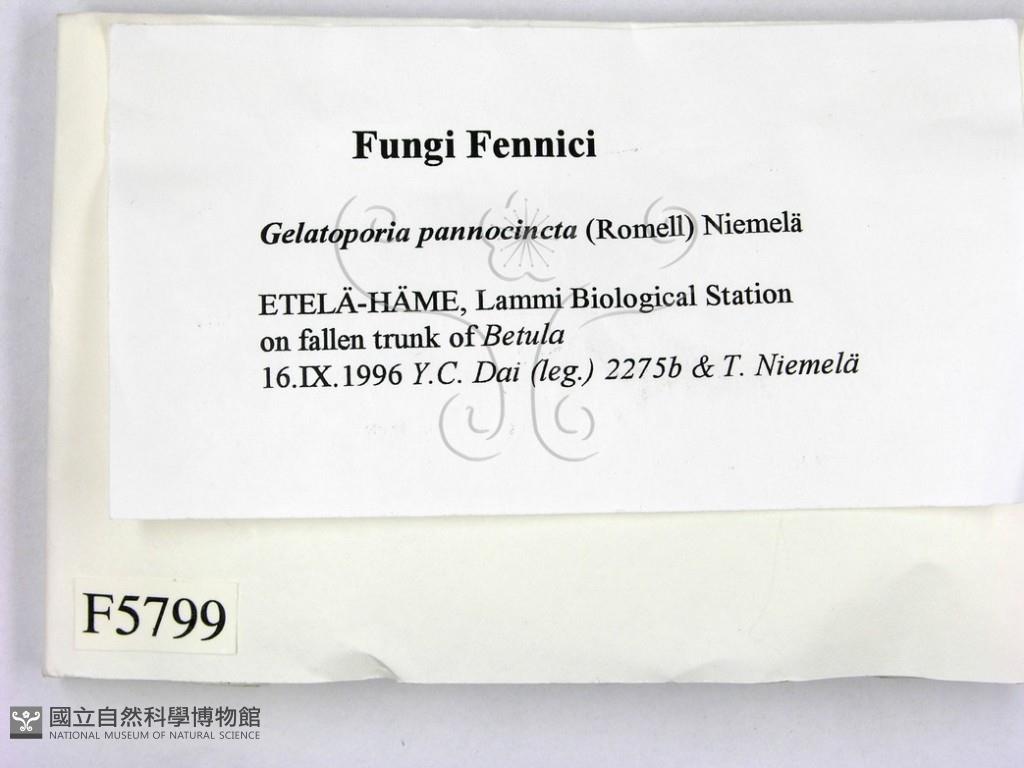 Fungi Fennici
Gelatoporia pannocincta (Romell) Niemelä
ETELÄ-HÄME, Lammi Biological Station
on fallen trunk of Betula
16.IX.1996 Y.C. Dai (leg.) 2275b & T. Niemelä
F5799
國立自然科學博物館
NATIONAL MUSEUM OF NATURAL SCIENCE